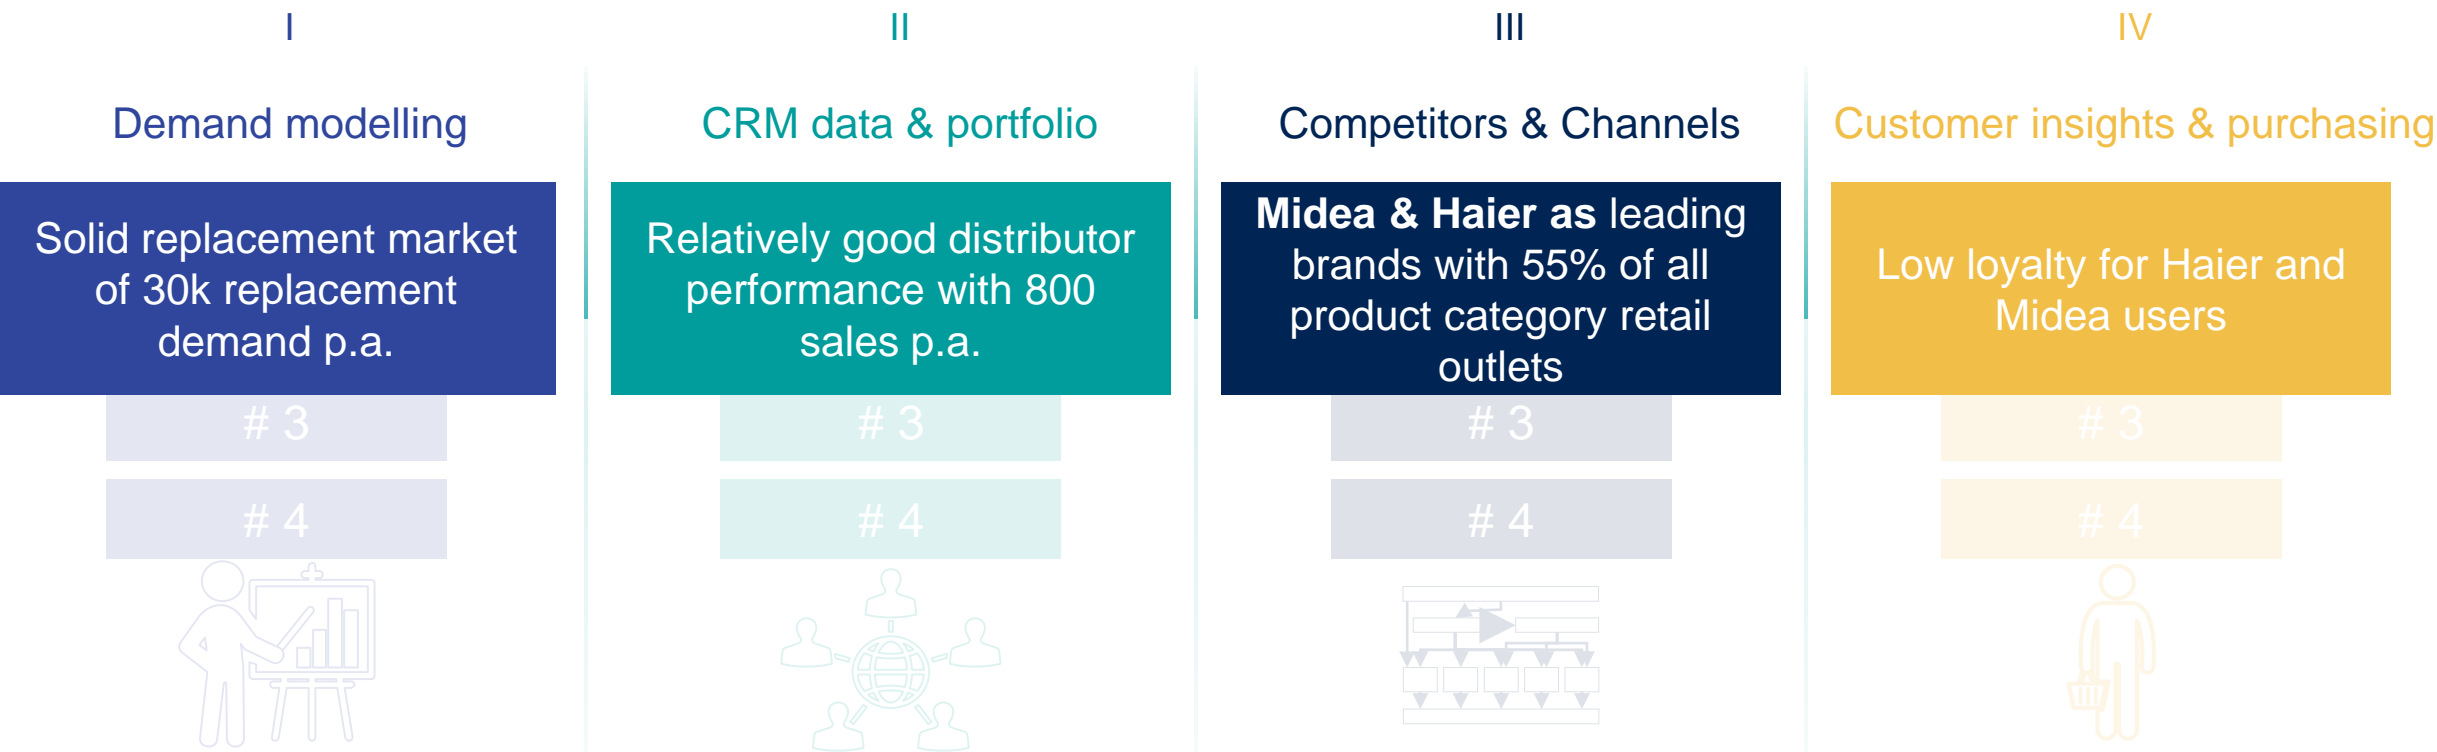 I
Demand modelling
Solid replacement market
of 30k replacement
demand p.a.
# 3
# 4
II
CRM data & portfolio
Relatively good distributor
performance with 800
sales p.a.
# 3
# 4
III
Competitors & Channels
Midea & Haier as leading
brands with 55% of all
product category retail
outlets
# 3
# 4
IV
Customer insights & purchasing
Low loyalty for Haier and
Midea users
# 3
# 4